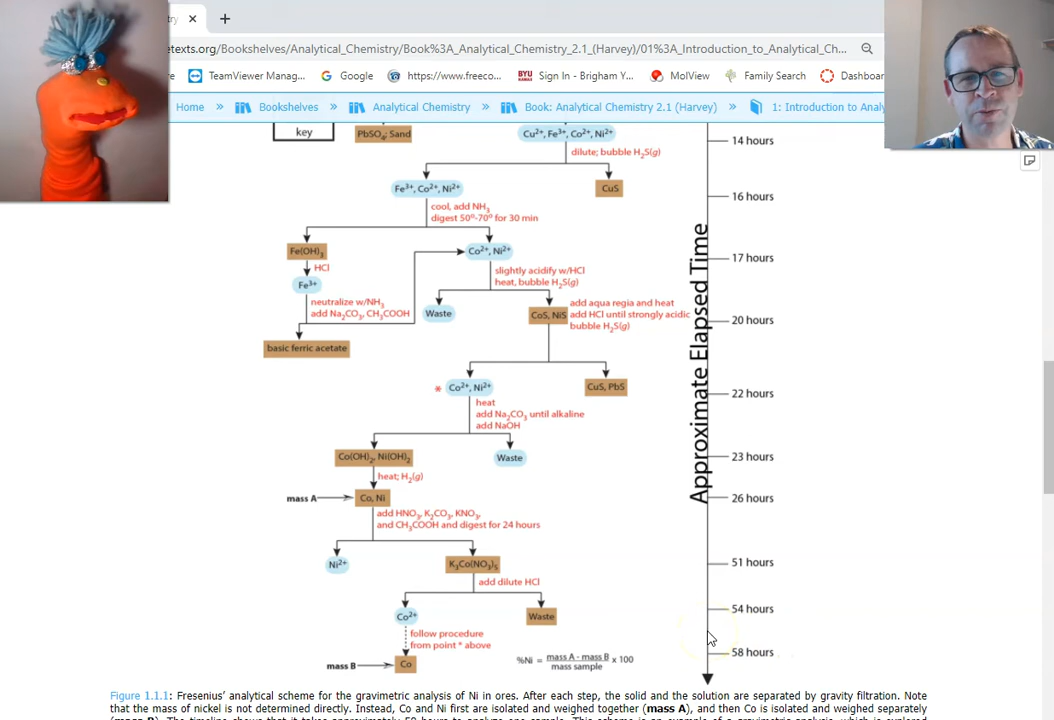 try
etexts.org/Bookshelves/Analytical_Chemistry/Book%3A_Analytical_Chemistry_2.1_(Harvey)/01%3A_Introduction_to_Analytical_Ch...
TeamViewer Manag... Google https://www.freeco... BYU Sign In - Brigham Y... MolView Family Search Dashboar
Home » Bookshelves » Analytical Chemistry » Book: Analytical Chemistry 2.1 (Harvey) » 1: Introduction to Analy
key PbSO₄; Sand Cu²⁺, Fe³⁺, Co²⁺, Ni²⁺
14 hours
dilute; bubble H₂S(g)
Fe³⁺, Co²⁺, Ni²⁺ CuS
16 hours
cool, add NH₃
digest 50º-70º for 30 min
Fe(OH)₃ Co²⁺, Ni²⁺
17 hours
HCl
Fe³⁺
slightly acidify w/HCl
heat, bubble H₂S(g)
neutralize w/NH₃
add Na₂CO₃, CH₃COOH
Waste CoS, NiS
add aqua regia and heat
add HCl until strongly acidic
bubble H₂S(g)
20 hours
basic ferric acetate
Approximate Elapsed Time
* Co²⁺, Ni²⁺ CuS, PbS
22 hours
heat
add Na₂CO₃ until alkaline
add NaOH
Co(OH)₂, Ni(OH)₂ Waste
23 hours
heat; H₂(g)
mass A Co, Ni
26 hours
add HNO₃, K₂CO₃, KNO₃,
and CH₃COOH and digest for 24 hours
Ni²⁺ K₃Co(NO₃)₅
51 hours
add dilute HCl
Co²⁺ Waste
54 hours
follow procedure
from point * above
mass B Co
%Ni = mass A - mass B / mass sample x 100
58 hours
Figure 1.1.1: Fresenius' analytical scheme for the gravimetric analysis of Ni in ores. After each step, the solid and the solution are separated by gravity filtration. Note
that the mass of nickel is not determined directly. Instead, Co and Ni first are isolated and weighed together (mass A), and then Co is isolated and weighed separately